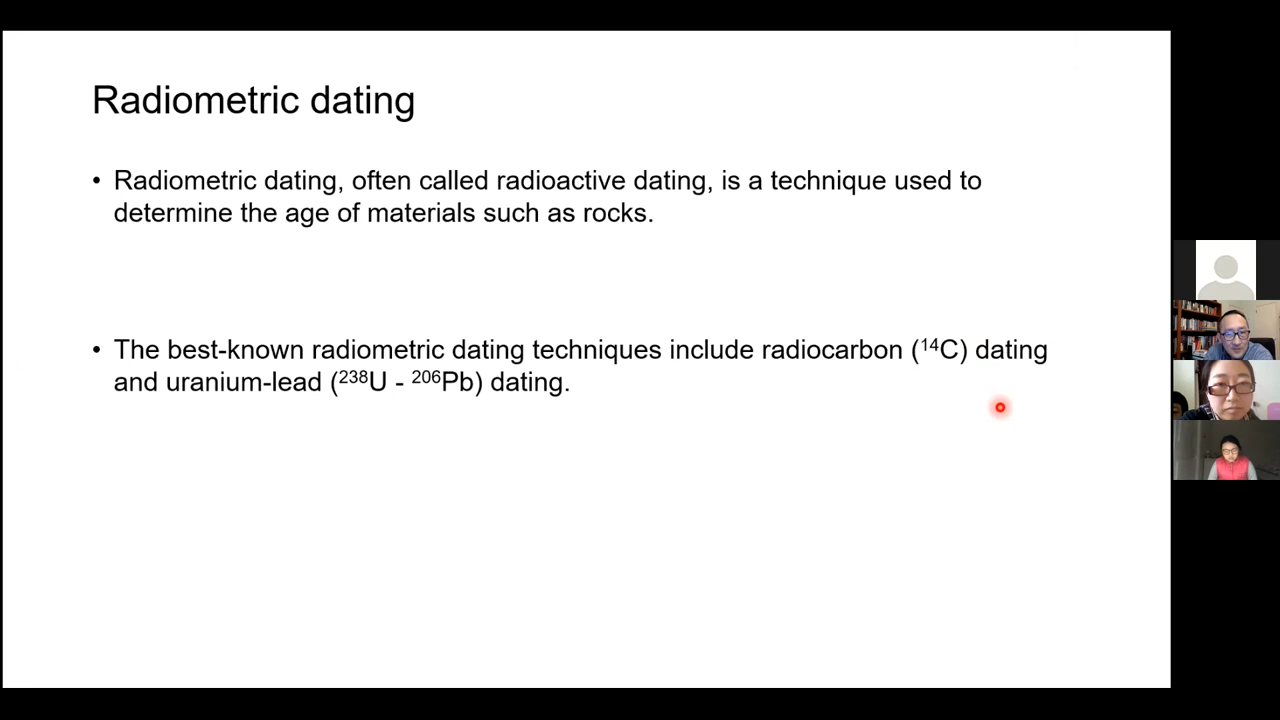 Radiometric dating
• Radiometric dating, often called radioactive dating, is a technique used to
determine the age of materials such as rocks.
• The best-known radiometric dating techniques include radiocarbon (¹⁴C) dating
and uranium-lead (²³⁸U - ²⁰⁶Pb) dating.